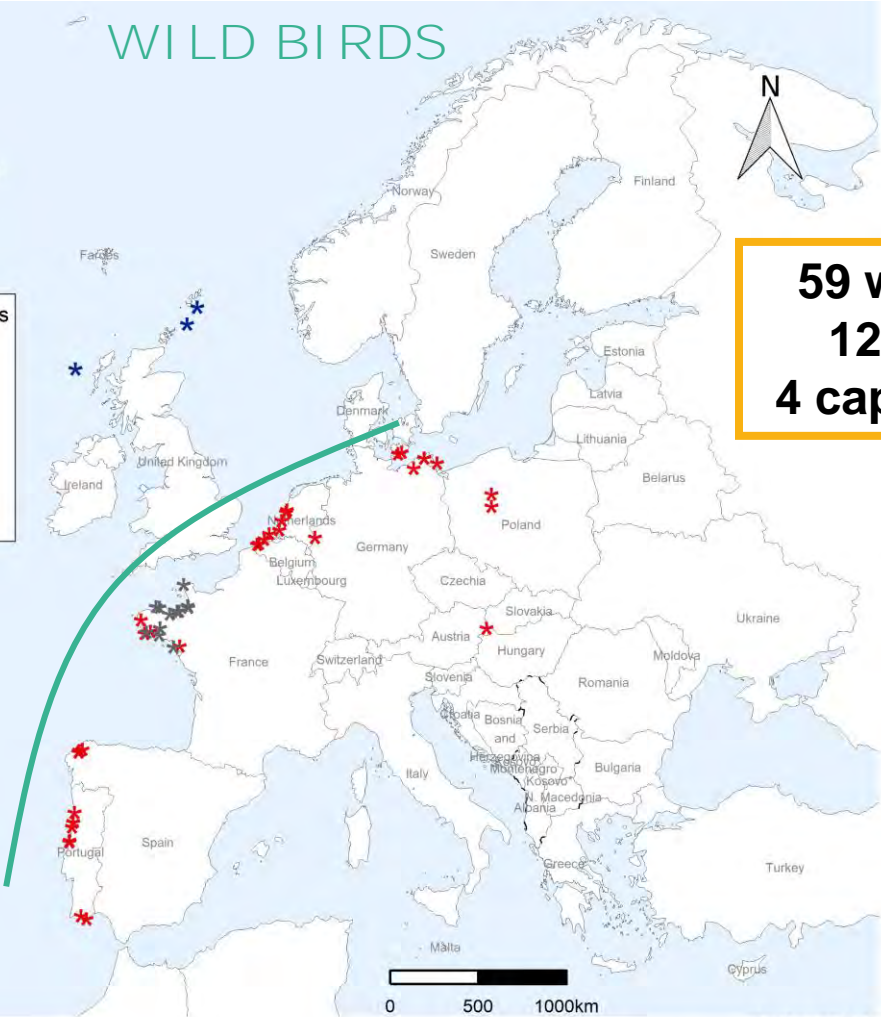 WILD BIRDS
N
Norway
Finland
Faroes
Sweden
s
59 w
12
4 cap
Estonia
Latvia
Denmark
Lithuania
United Kingdom
Ireland
Belarus
Netherlands
Poland
Germany
Belgium
Luxembourg
Czechia
Slovakia
Ukraine
Austria
Hungary
Moldova
France
Switzerland
Slovenia
Romania
Croatia
Bosnia
and
Herzegovina
Serbia
Montenegro
Kosovo*
Bulgaria
Italy
N. Macedonia
Albania
Spain
Portugal
Greece
Turkey
Malta
Cyprus
0 500 1000km